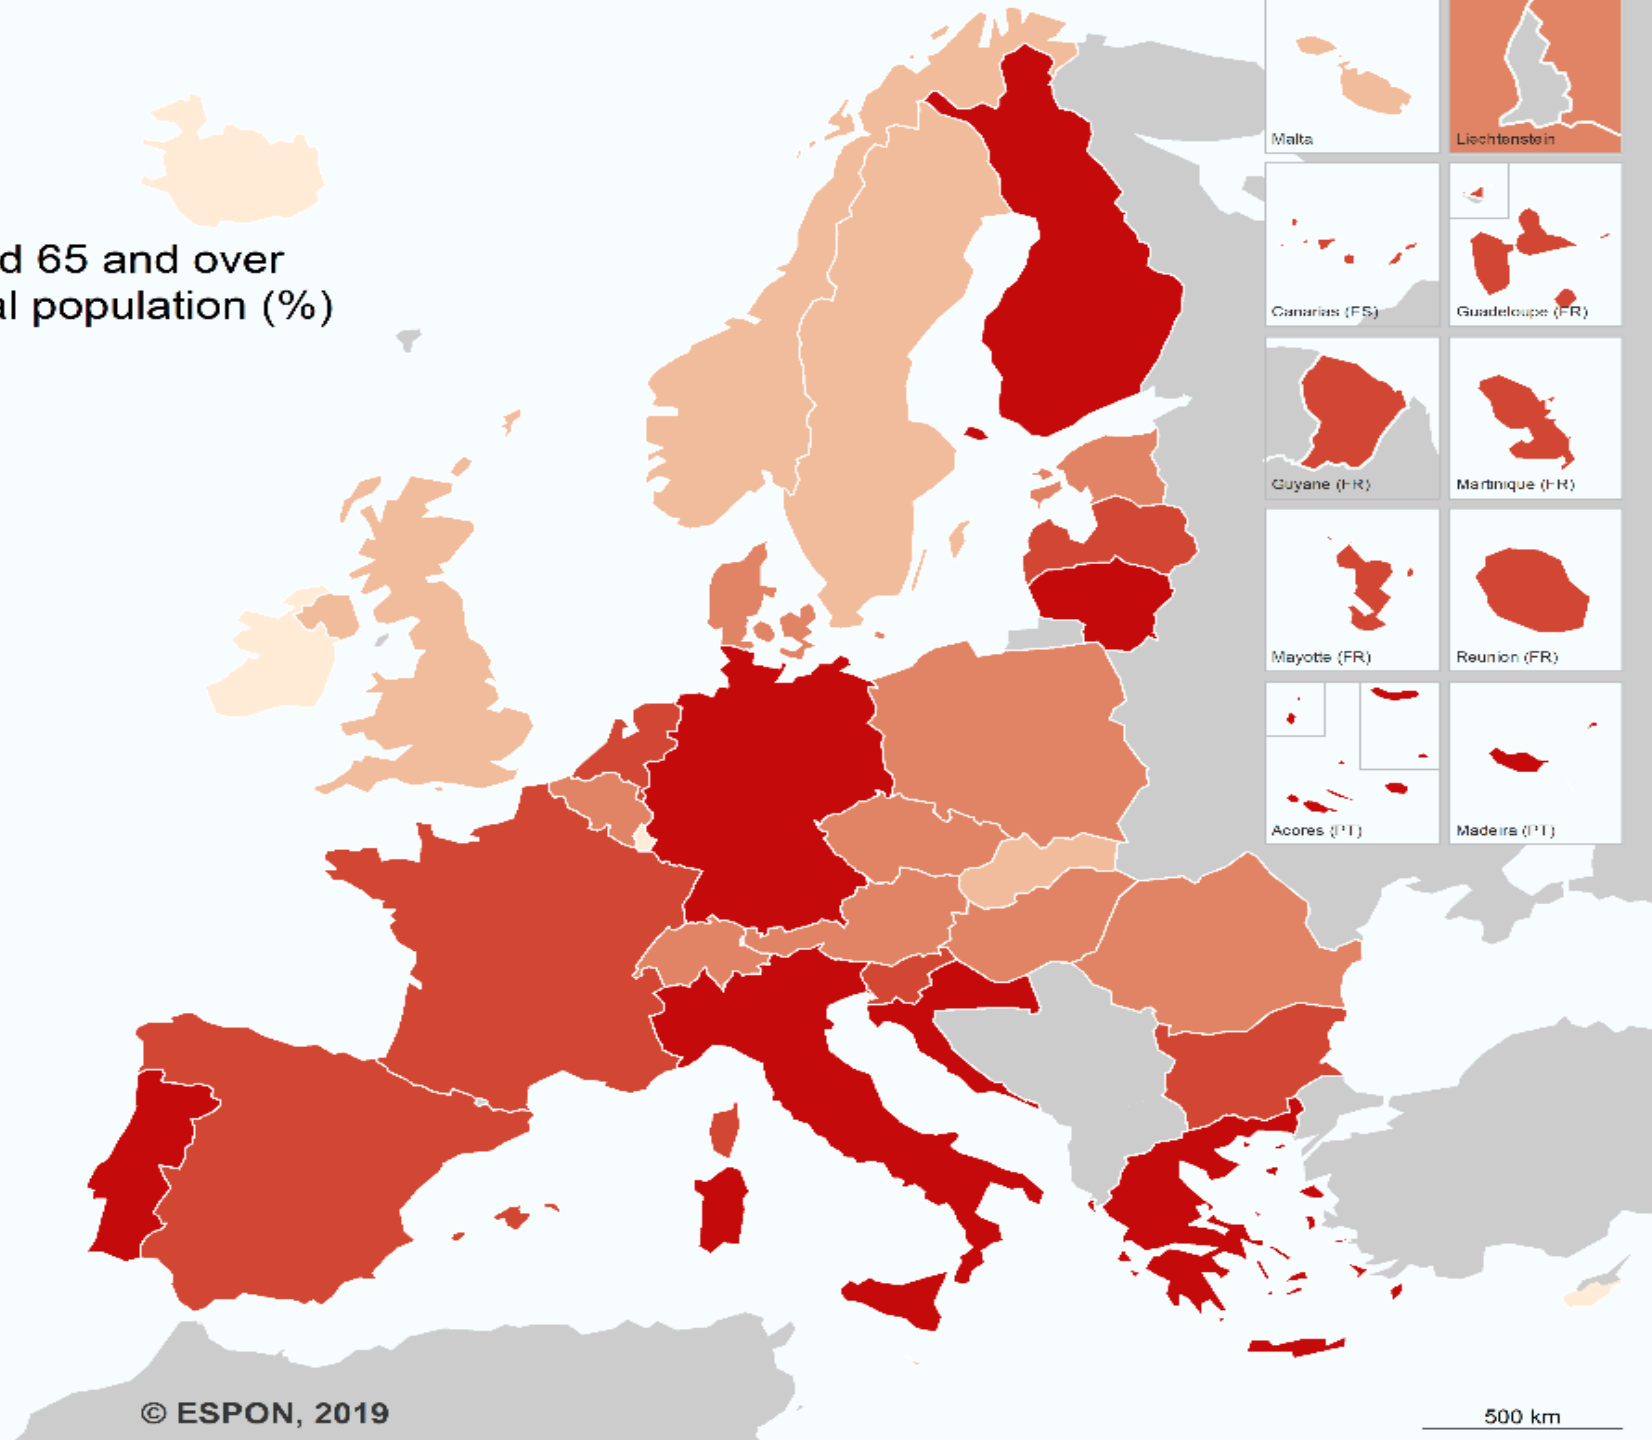 d 65 and over
al population (%)
Malta
Liechtenstein
Canarias (ES)
Guadeloupe (FR)
Guyane (FR)
Martinique (FR)
Mayotte (FR)
Reunion (FR)
Acores (PT)
Madeira (PT)
© ESPON, 2019
500 km